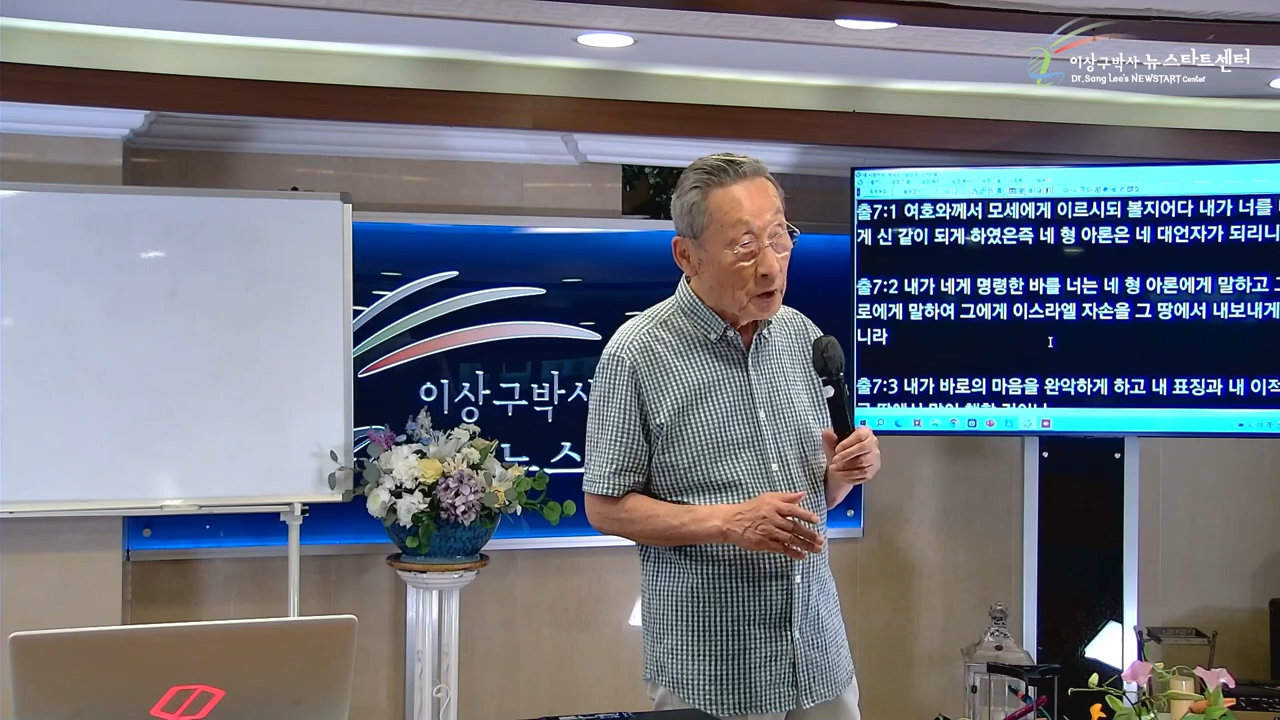 이상구박사 뉴스타트센터
Dr. Sang Lee's NEWSTART Center
출7:1 여호와께서 모세에게 이르시되 볼지어다 내가 너를
게 신 같이 되게 하였은즉 네 형 아론은 네 대언자가 되리니
출7:2 내가 네게 명령한 바를 너는 네 형 아론에게 말하고
로에게 말하여 그에게 이스라엘 자손을 그 땅에서 내보내게
니라
출7:3 내가 바로의 마음을 완악하게 하고 내 표징과 내 이적
이상구박사
뉴스